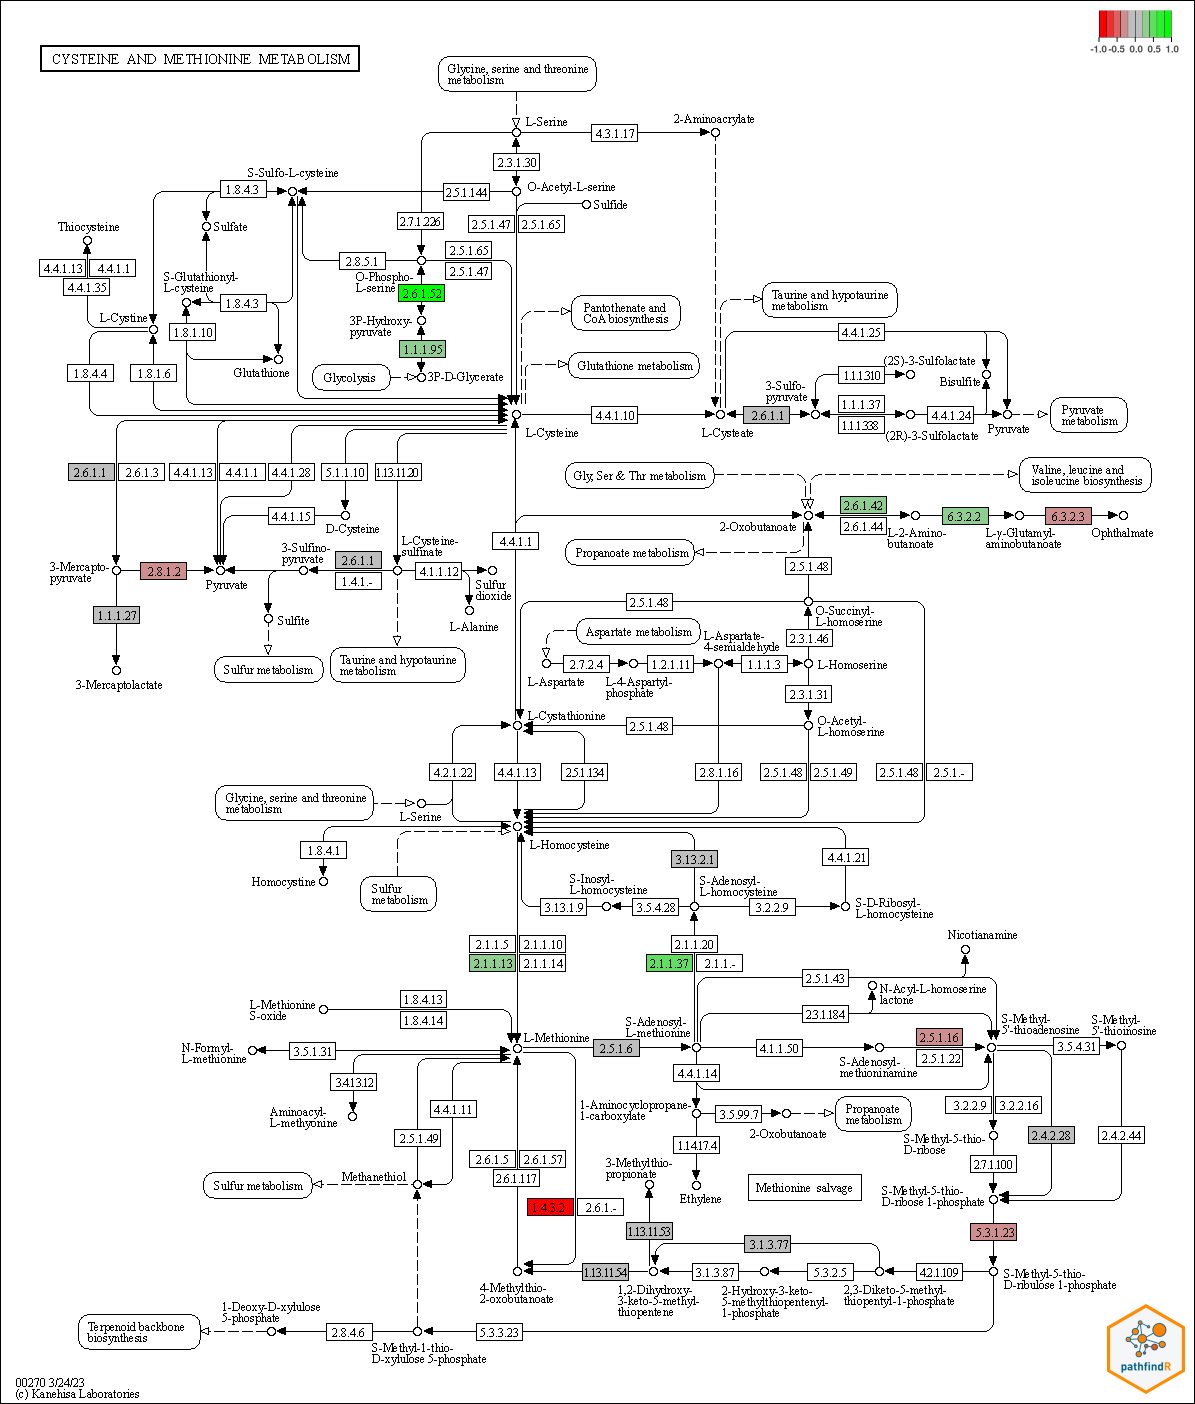 -1.0 -0.5 0.0 0.5 1.0
CYSTEINE AND METHIONINE METABOLISM
Glycine, serine and threonine
metabolism
L-Serine
4.3.1.17
2-Aminoacrylate
2.3.1.30
S-Sulfo-L-cysteine
1.8.4.3
2.5.1.144
O-Acetyl-L-serine
Sulfide
Thiocysteine
Sulfate
2.7.1.226
2.5.1.47
2.5.1.65
4.4.1.13
4.4.1.1
4.4.1.35
2.8.5.1
2.5.1.65
2.5.1.47
S-Glutathionyl-
L-cysteine
O-Phospho-
L-serine
2.6.1.52
1.8.4.3
L-Cystine
1.8.1.10
3P-Hydroxy-
pyruvate
Pantothenate and
CoA biosynthesis
Taurine and hypotaurine
metabolism
4.4.1.25
1.1.1.95
Glutathione
1.8.4.4
1.8.1.6
Glycolysis
3P-D-Glycerate
Glutathione metabolism
(2S)-3-Sulfolactate
1.1.1.310
Bisulfite
3-Sulfo-
pyruvate
1.1.1.37
1.1.1.338
L-Cysteine
4.4.1.10
L-Cysteate
2.6.1.1
(2R)-3-Sulfolactate
4.4.1.24
Pyruvate
Pyruvate
metabolism
2.6.1.1
2.6.1.3
4.4.1.13
4.4.1.1
4.4.1.28
5.1.1.10
1.13.11.20
Gly, Ser & Thr metabolism
Valine, leucine and
isoleucine biosynthesis
4.4.1.15
D-Cysteine
2-Oxobutanoate
2.6.1.42
2.6.1.44
L-2-Amino-
butanoate
6.3.2.2
L-γ-Glutamyl-
aminobutanoate
6.3.2.3
Ophthalmate
4.4.1.1
Propanoate metabolism
3-Mercapto-
pyruvate
2.8.1.2
Pyruvate
3-Sulfino-
pyruvate
2.6.1.1
1.4.1.-
L-Cysteine-
sulfinate
4.1.1.12
Sulfur
dioxide
2.5.1.48
1.1.1.27
Sulfite
L-Alanine
2.5.1.48
O-Succinyl-
L-homoserine
3-Mercaptolactate
Sulfur metabolism
Taurine and hypotaurine
metabolism
Aspartate metabolism
L-Aspartate-
4-semialdehyde
2.3.1.46
L-Aspartate
2.7.2.4
L-4-Aspartyl-
phosphate
1.2.1.11
1.1.1.3
L-Homoserine
2.3.1.31
L-Cystathionine
2.5.1.48
O-Acetyl-
L-homoserine
4.2.1.22
4.4.1.13
2.5.1.134
2.8.1.16
2.5.1.48
2.5.1.49
2.5.1.48
2.5.1.-
Glycine, serine and threonine
metabolism
L-Serine
1.8.4.1
L-Homocysteine
3.13.2.1
4.4.1.21
Homocystine
Sulfur
metabolism
S-Inosyl-
L-homocysteine
S-Adenosyl-
L-homocysteine
3.13.1.9
3.5.4.28
3.2.2.9
S-D-Ribosyl-
L-homocysteine
Nicotianamine
2.1.1.5
2.1.1.10
2.1.1.13
2.1.1.14
2.1.1.20
2.1.1.37
2.1.1.-
2.5.1.43
N-Acyl-L-homoserine
lactone
L-Methionine
S-oxide
1.8.4.13
1.8.4.14
2.3.1.184
S-Adenosyl-
L-methionine
S-Methyl-
5'-thioadenosine
S-Methyl-
5'-thioinosine
N-Formyl-
L-methionine
3.5.1.31
L-Methionine
2.5.1.6
4.1.1.50
S-Adenosyl-
methioninamine
2.5.1.16
2.5.1.22
3.5.4.31
3.4.13.12
4.4.1.14
Aminoacyl-
L-methyonine
4.4.1.11
2.5.1.49
1-Aminocyclopropane-
1-carboxylate
3.5.99.7
2-Oxobutanoate
Propanoate
metabolism
3.2.2.9
3.2.2.16
S-Methyl-5-thio-
D-ribose
2.4.2.28
2.4.2.44
1.14.17.4
2.7.1.100
2.6.1.5
2.6.1.57
2.6.1.117
Sulfur metabolism
Methanethiol
3-Methylthio-
propionate
Ethylene
Methionine salvage
S-Methyl-5-thio-
D-ribose 1-phosphate
1.4.3.2
2.6.1.-
1.13.11.53
3.1.3.77
5.3.1.23
4-Methylthio-
2-oxobutanoate
1.13.11.54
1,2-Dihydroxy-
3-keto-5-methyl-
thiopentene
3.1.3.87
2-Hydroxy-3-keto-
5-methylthiopentenyl-
1-phosphate
5.3.2.5
2,3-Diketo-5-methyl-
thiopentyl-1-phosphate
4.2.1.109
S-Methyl-5-thio-
D-ribulose 1-phosphate
Terpenoid backbone
biosynthesis
1-Deoxy-D-xylulose
5-phosphate
2.8.4.6
S-Methyl-1-thio-
D-xylulose 5-phosphate
5.3.3.23
pathfindR
00270 3/24/23
(c) Kanehisa Laboratories